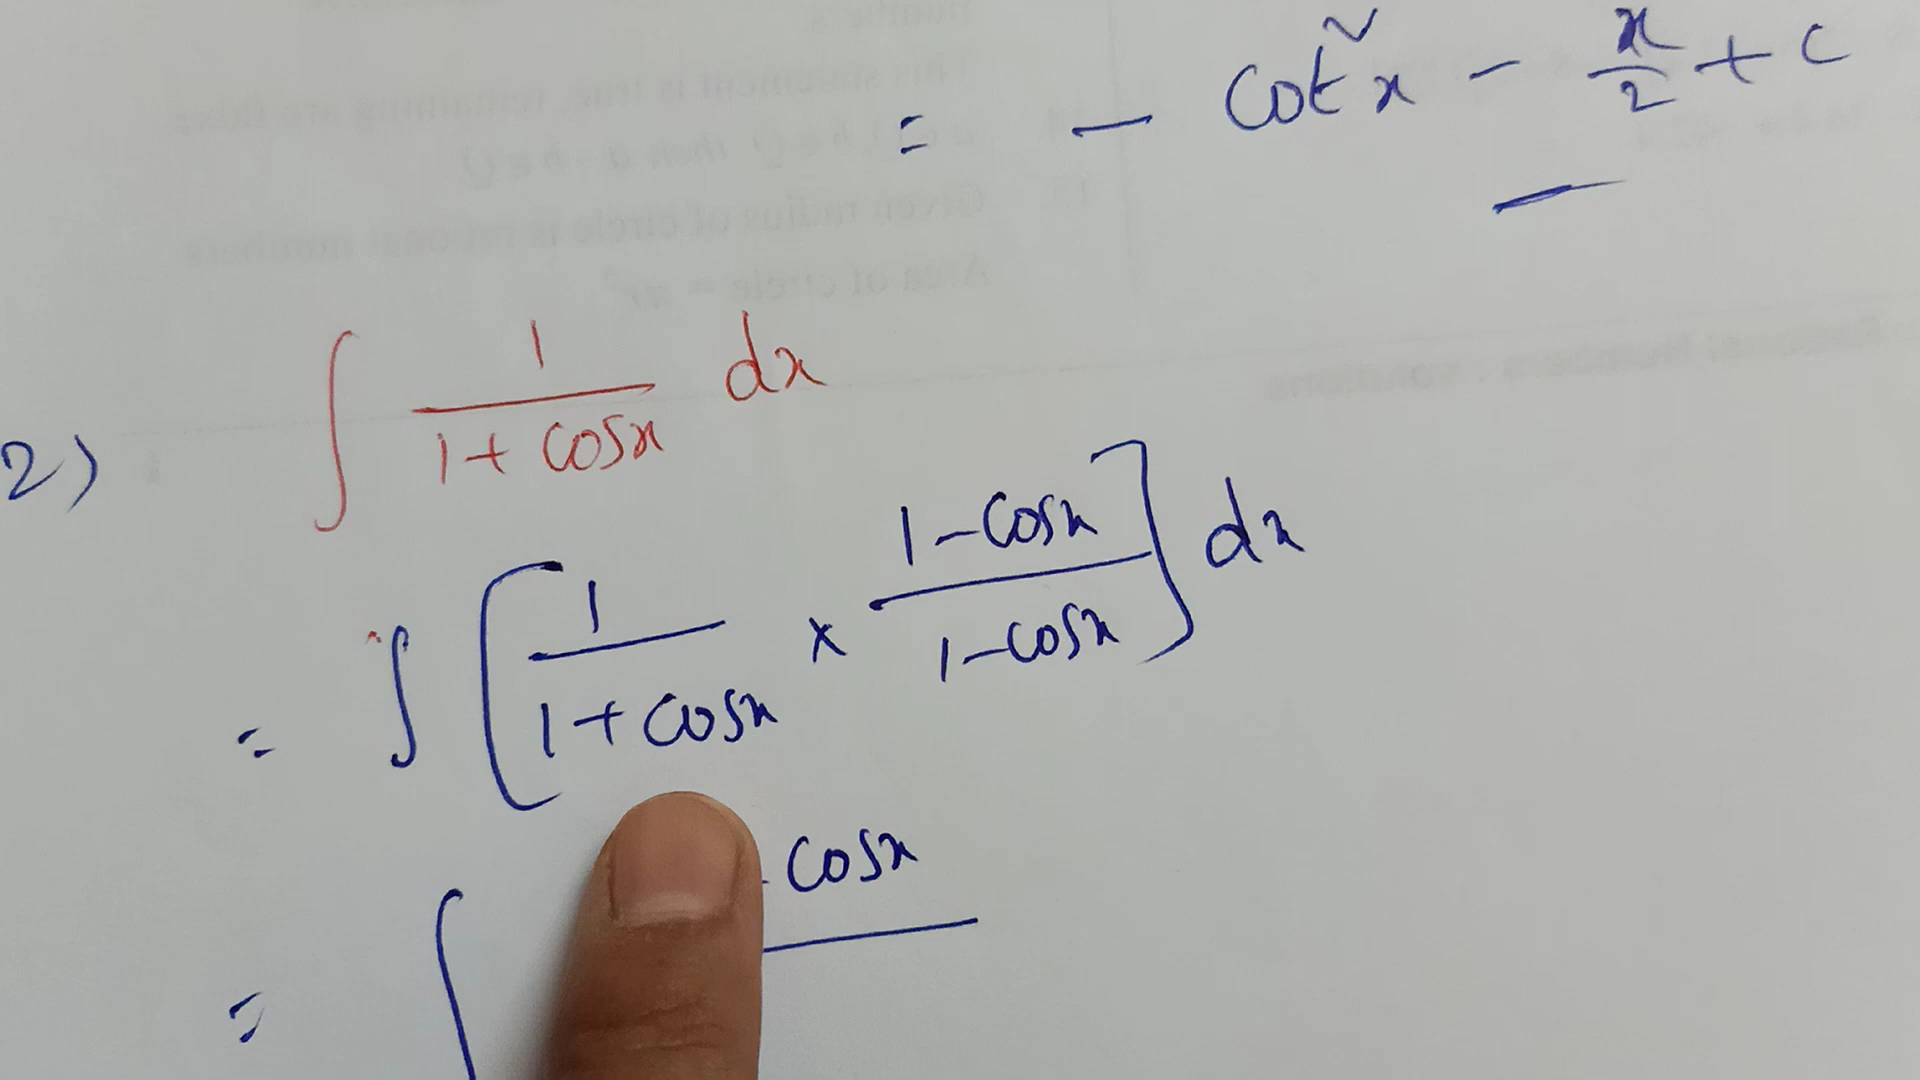 = - cot²x - x/2 + c
2) ∫ 1/(1 + cosx) dx
= ∫ [1/(1 + cosx) × (1 - cosx)/(1 - cosx)] dx
= ∫ - cosx